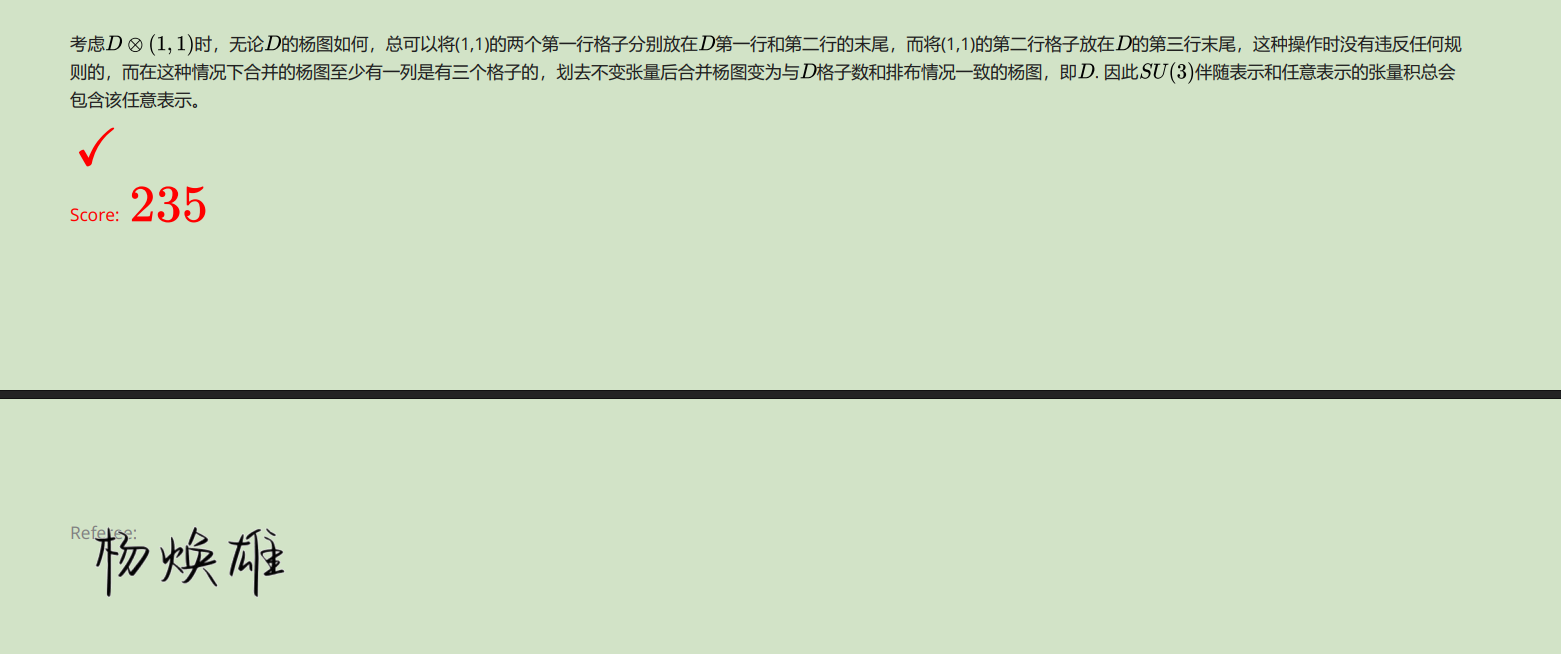 考虑D ⊗ (1, 1)时，无论D的杨图如何，总可以将(1,1)的两个第一行格子分别放在D第一行和第二行的末尾，而将(1,1)的第二行格子放在D的第三行末尾，这种操作时没有违反任何规
则的，而在这种情况下合并的杨图至少有一列是有三个格子的，划去不变张量后合并杨图变为与D格子数和排布情况一致的杨图，即D. 因此SU(3)伴随表示和任意表示的张量积总会
包含该任意表示。
✓
Score: 235
Referee:
杨焕雄